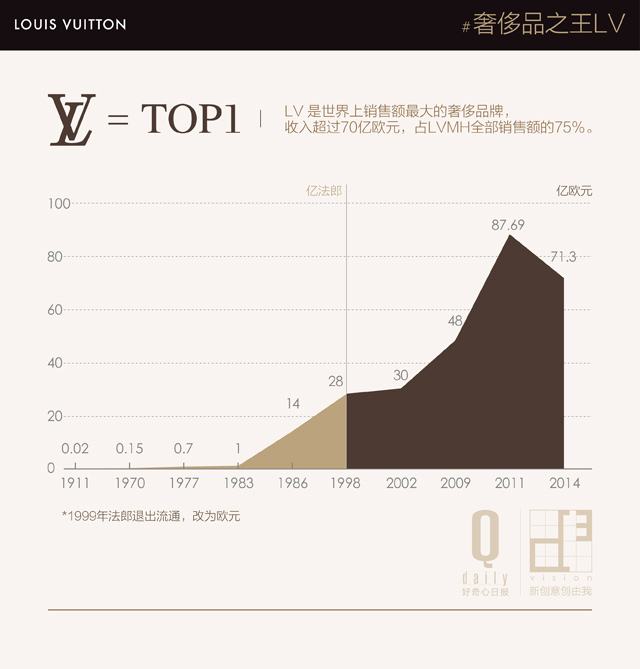 LOUIS VUITTON
#奢侈品之王LV
LV = TOP1
LV 是世界上销售额最大的奢侈品牌，
收入超过70亿欧元，占LVMH全部销售额的75%。
亿法郎
亿欧元
100
80
60
40
20
0
0.02
0.15
0.7
1
14
28
30
48
87.69
71.3
1911
1970
1977
1983
1986
1998
2002
2009
2011
2014
*1999年法郎退出流通，改为欧元
Q
daily
好奇心日报
d3
vision
新创意创由我